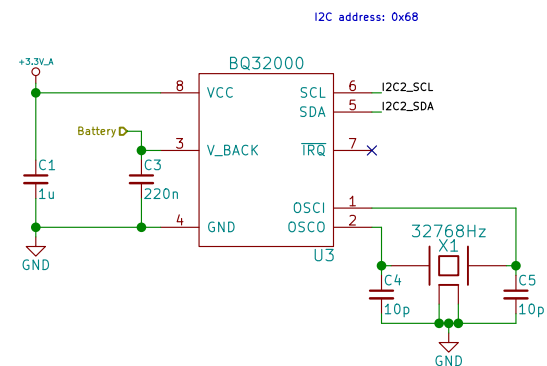 I2C address: 0x68
+3.3V_A
BQ32000
8 VCC
SCL 6 I2C2_SCL
SDA 5 I2C2_SDA
Battery
3 V_BACK
IRQ 7
C1
1u
C3
220n
OSCI 1
4 GND
OSCO 2
U3
GND
32768Hz
X1
C4
10p
C5
10p
GND